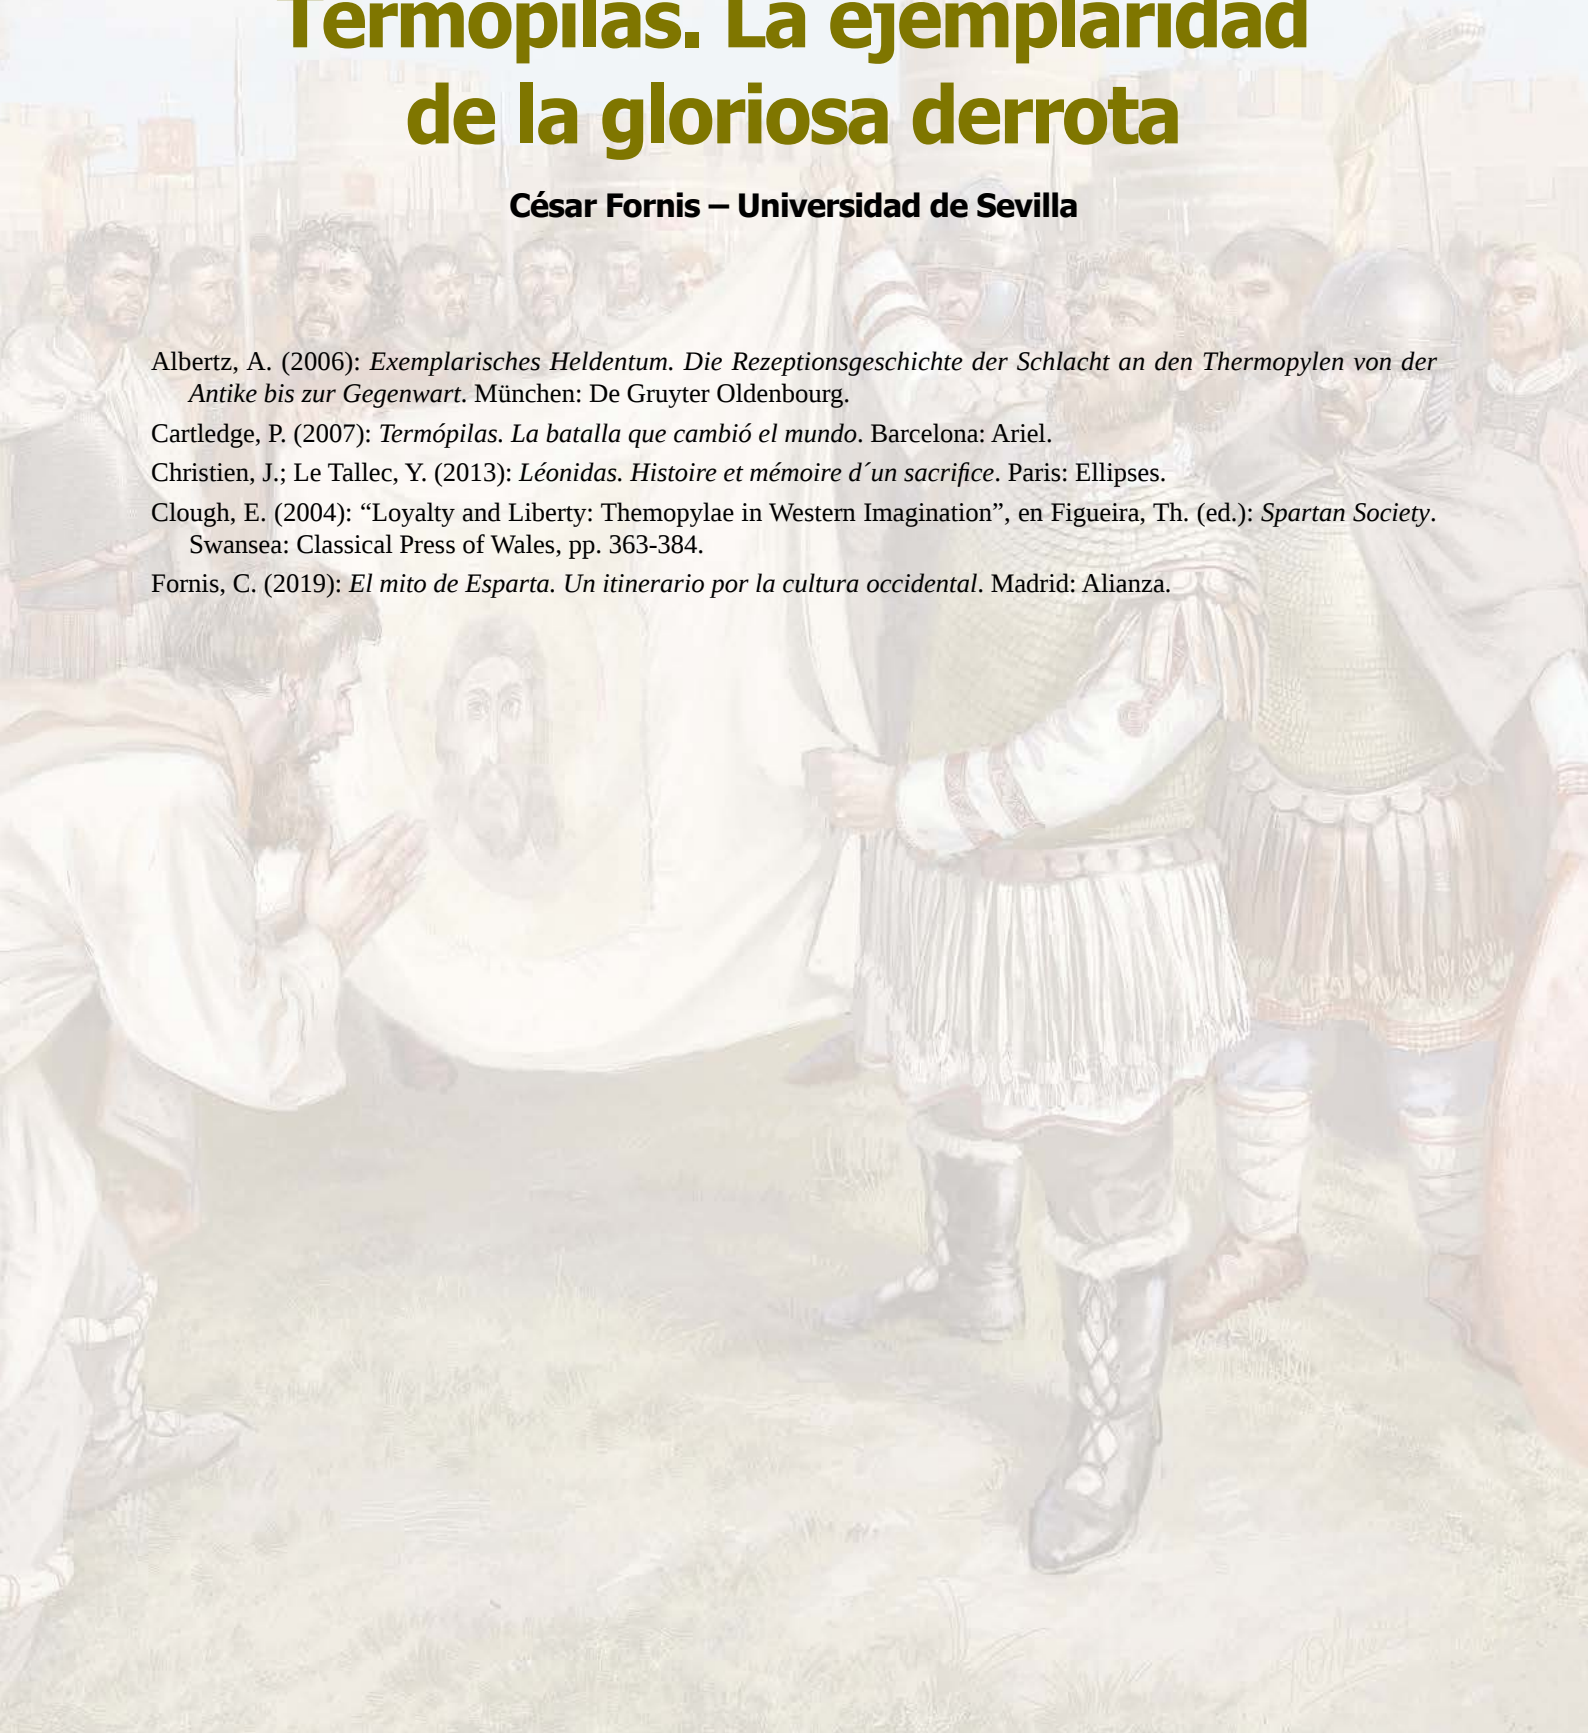 Termópilas. La ejemplaridad
de la gloriosa derrota
César Fornis – Universidad de Sevilla
Albertz, A. (2006): Exemplarisches Heldentum. Die Rezeptionsgeschichte der Schlacht an den Thermopylen von der
Antike bis zur Gegenwart. München: De Gruyter Oldenbourg.
Cartledge, P. (2007): Termópilas. La batalla que cambió el mundo. Barcelona: Ariel.
Christien, J.; Le Tallec, Y. (2013): Léonidas. Histoire et mémoire d´un sacrifice. Paris: Ellipses.
Clough, E. (2004): “Loyalty and Liberty: Themopylae in Western Imagination”, en Figueira, Th. (ed.): Spartan Society.
Swansea: Classical Press of Wales, pp. 363-384.
Fornis, C. (2019): El mito de Esparta. Un itinerario por la cultura occidental. Madrid: Alianza.